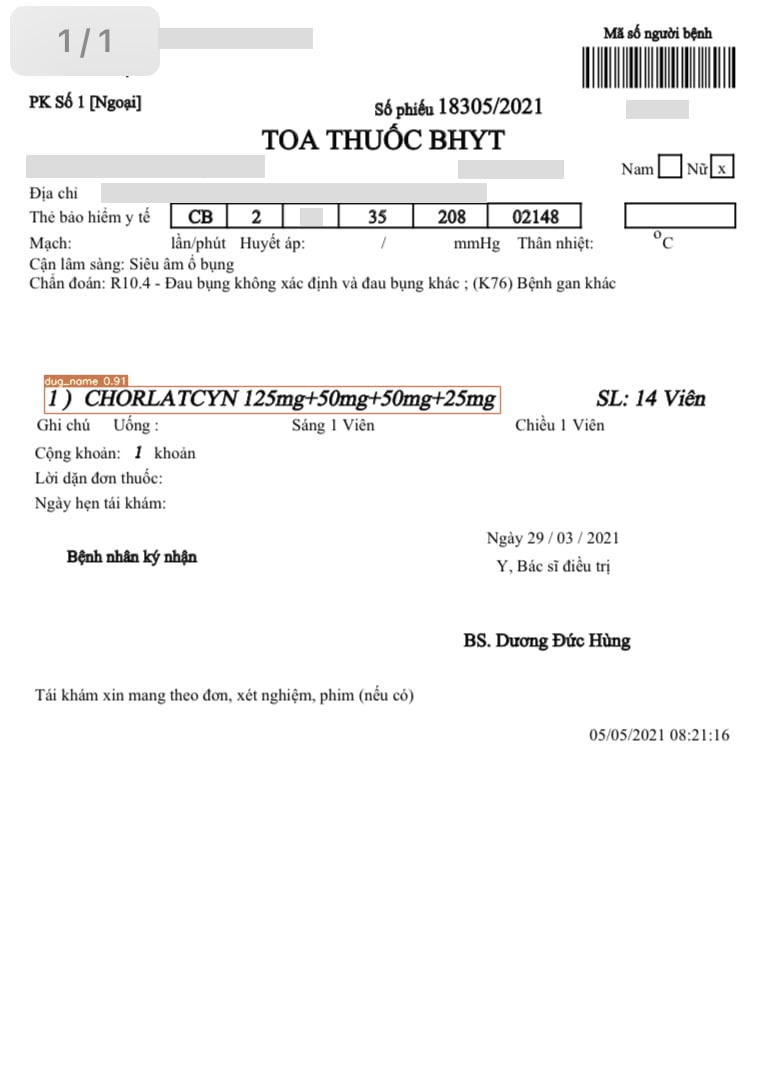 1/1
Mã số người bệnh
PK Số 1 [Ngoại]
Số phiếu 18305/2021
TOA THUỐC BHYT
Nam Nữ x
Địa chỉ
Thẻ bảo hiểm y tế CB 2 35 208 02148
Mạch: lần/phút Huyết áp: / mmHg Thân nhiệt: °C
Cận lâm sàng: Siêu âm ổ bụng
Chẩn đoán: R10.4 - Đau bụng không xác định và đau bụng khác ; (K76) Bệnh gan khác
dug_name 0.91
1 ) CHORLATCYN 125mg+50mg+50mg+25mg SL: 14 Viên
Ghi chú Uống : Sáng 1 Viên Chiều 1 Viên
Cộng khoản: 1 khoản
Lời dặn đơn thuốc:
Ngày hẹn tái khám:
Ngày 29 / 03 / 2021
Bệnh nhân ký nhận
Y, Bác sĩ điều trị
BS. Dương Đức Hùng
Tái khám xin mang theo đơn, xét nghiệm, phim (nếu có)
05/05/2021 08:21:16